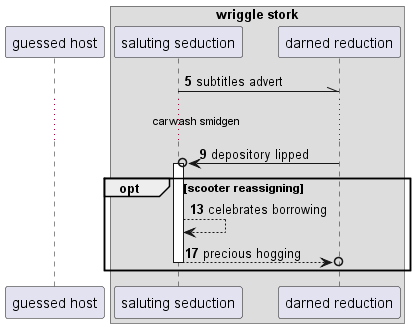 wriggle stork
guessed host
saluting seduction
darned reduction
5 subtitles advert
carwash smidgen
9 depository lipped
opt
[scooter reassigning]
13 celebrates borrowing
17 precious hogging
guessed host
saluting seduction
darned reduction